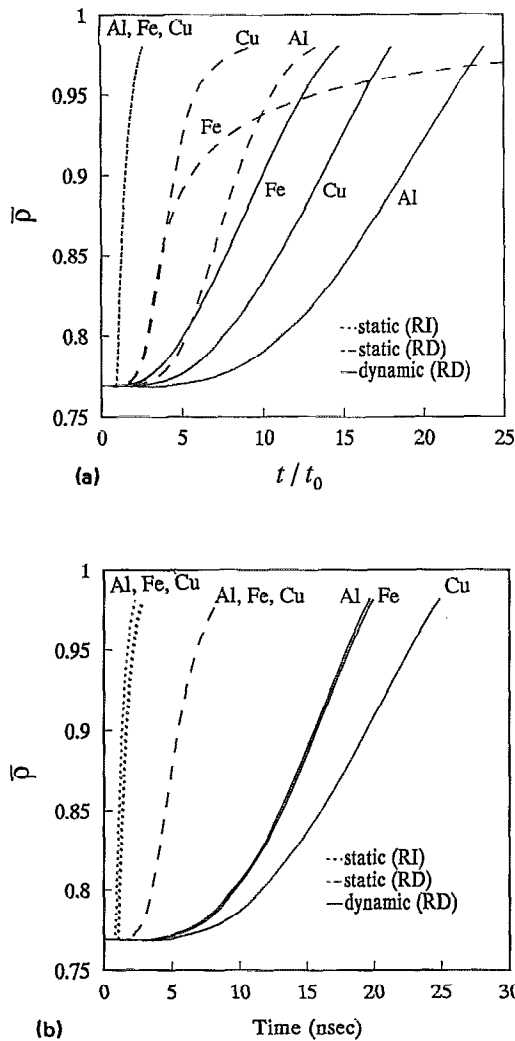 Al, Fe, Cu
Cu
Al
Fe
Fe
Cu
Al
1
0.95
0.9
0.85
0.8
0.75
ρ̅
static (RI)
static (RD)
dynamic (RD)
0 5 10 15 20 25
(a)
t / t₀
Al, Fe, Cu
Al, Fe, Cu
Al Fe
Cu
1
0.95
0.9
0.85
0.8
0.75
ρ̅
static (RI)
static (RD)
dynamic (RD)
0 5 10 15 20 25 30
(b)
Time (nsec)